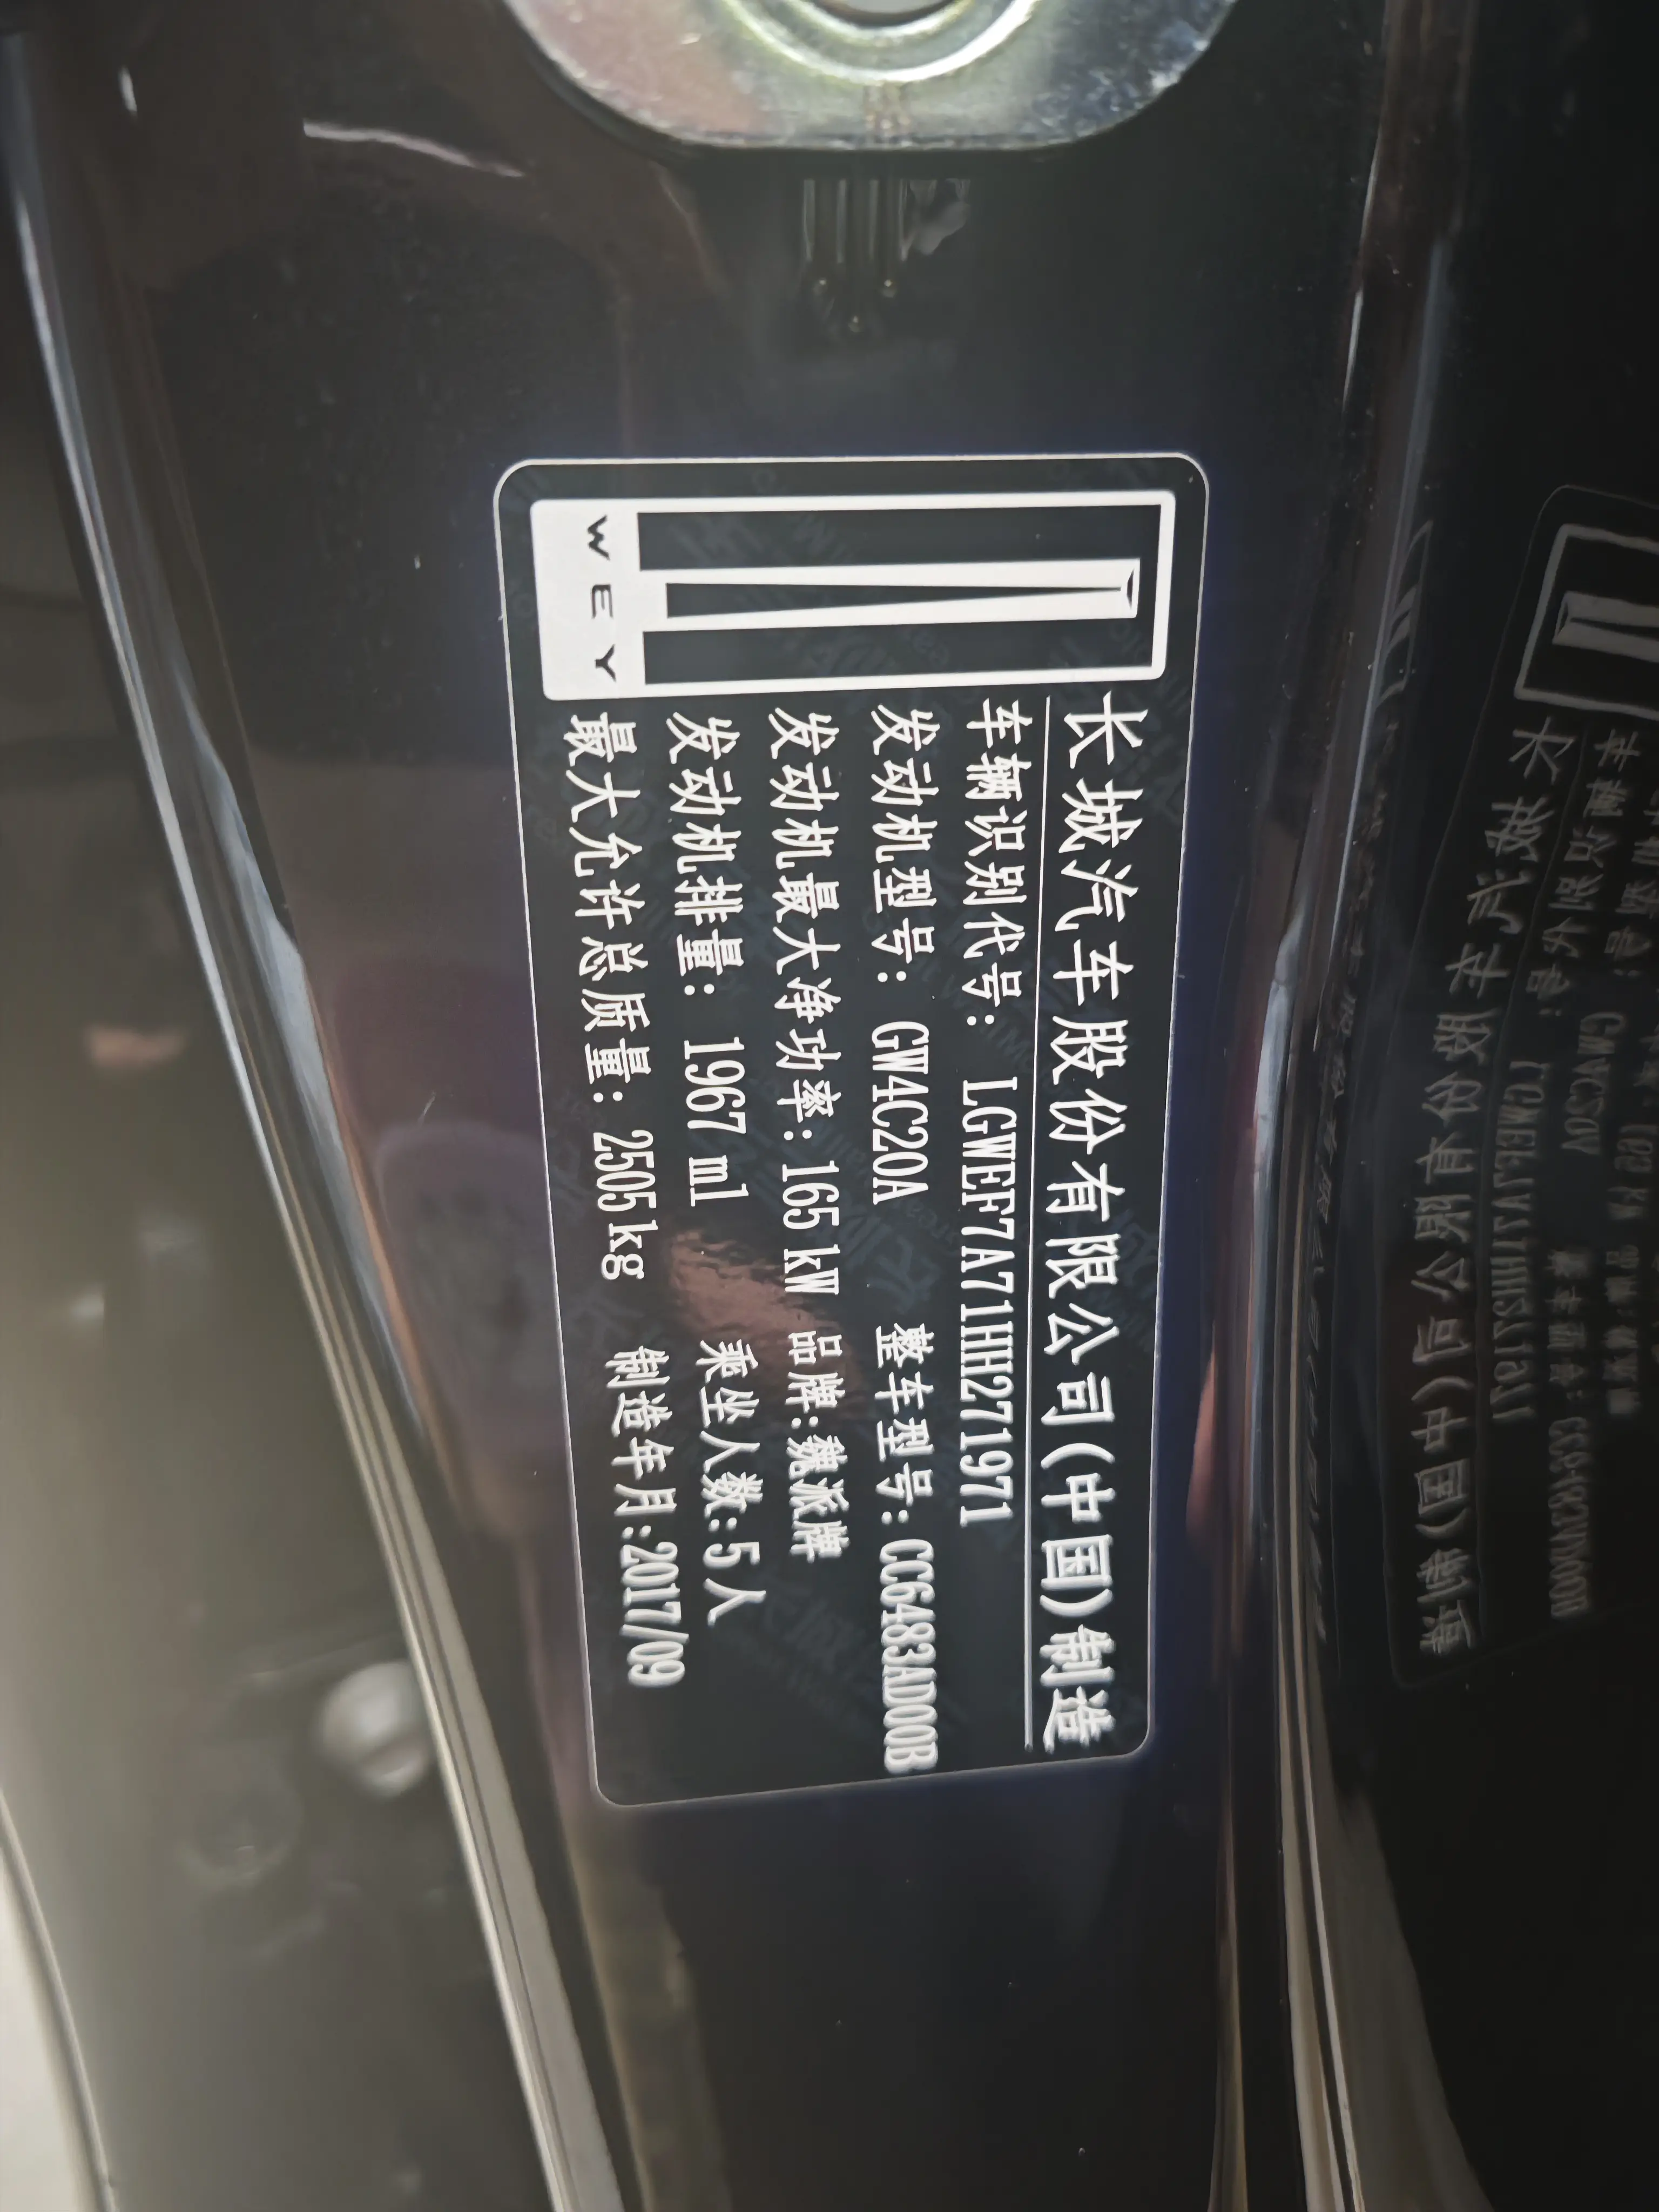 WEY
长城汽车股份有限公司(中国)制造
车辆识别代号: LGWEF7A71HH271971
发动机型号: GW4C20A 整车型号: CC6483AD00B
发动机最大净功率: 165 kW 品牌: 魏派牌
发动机排量: 1967 ml 乘坐人数: 5人
最大允许总质量: 2505 kg 制造年月: 2017/09